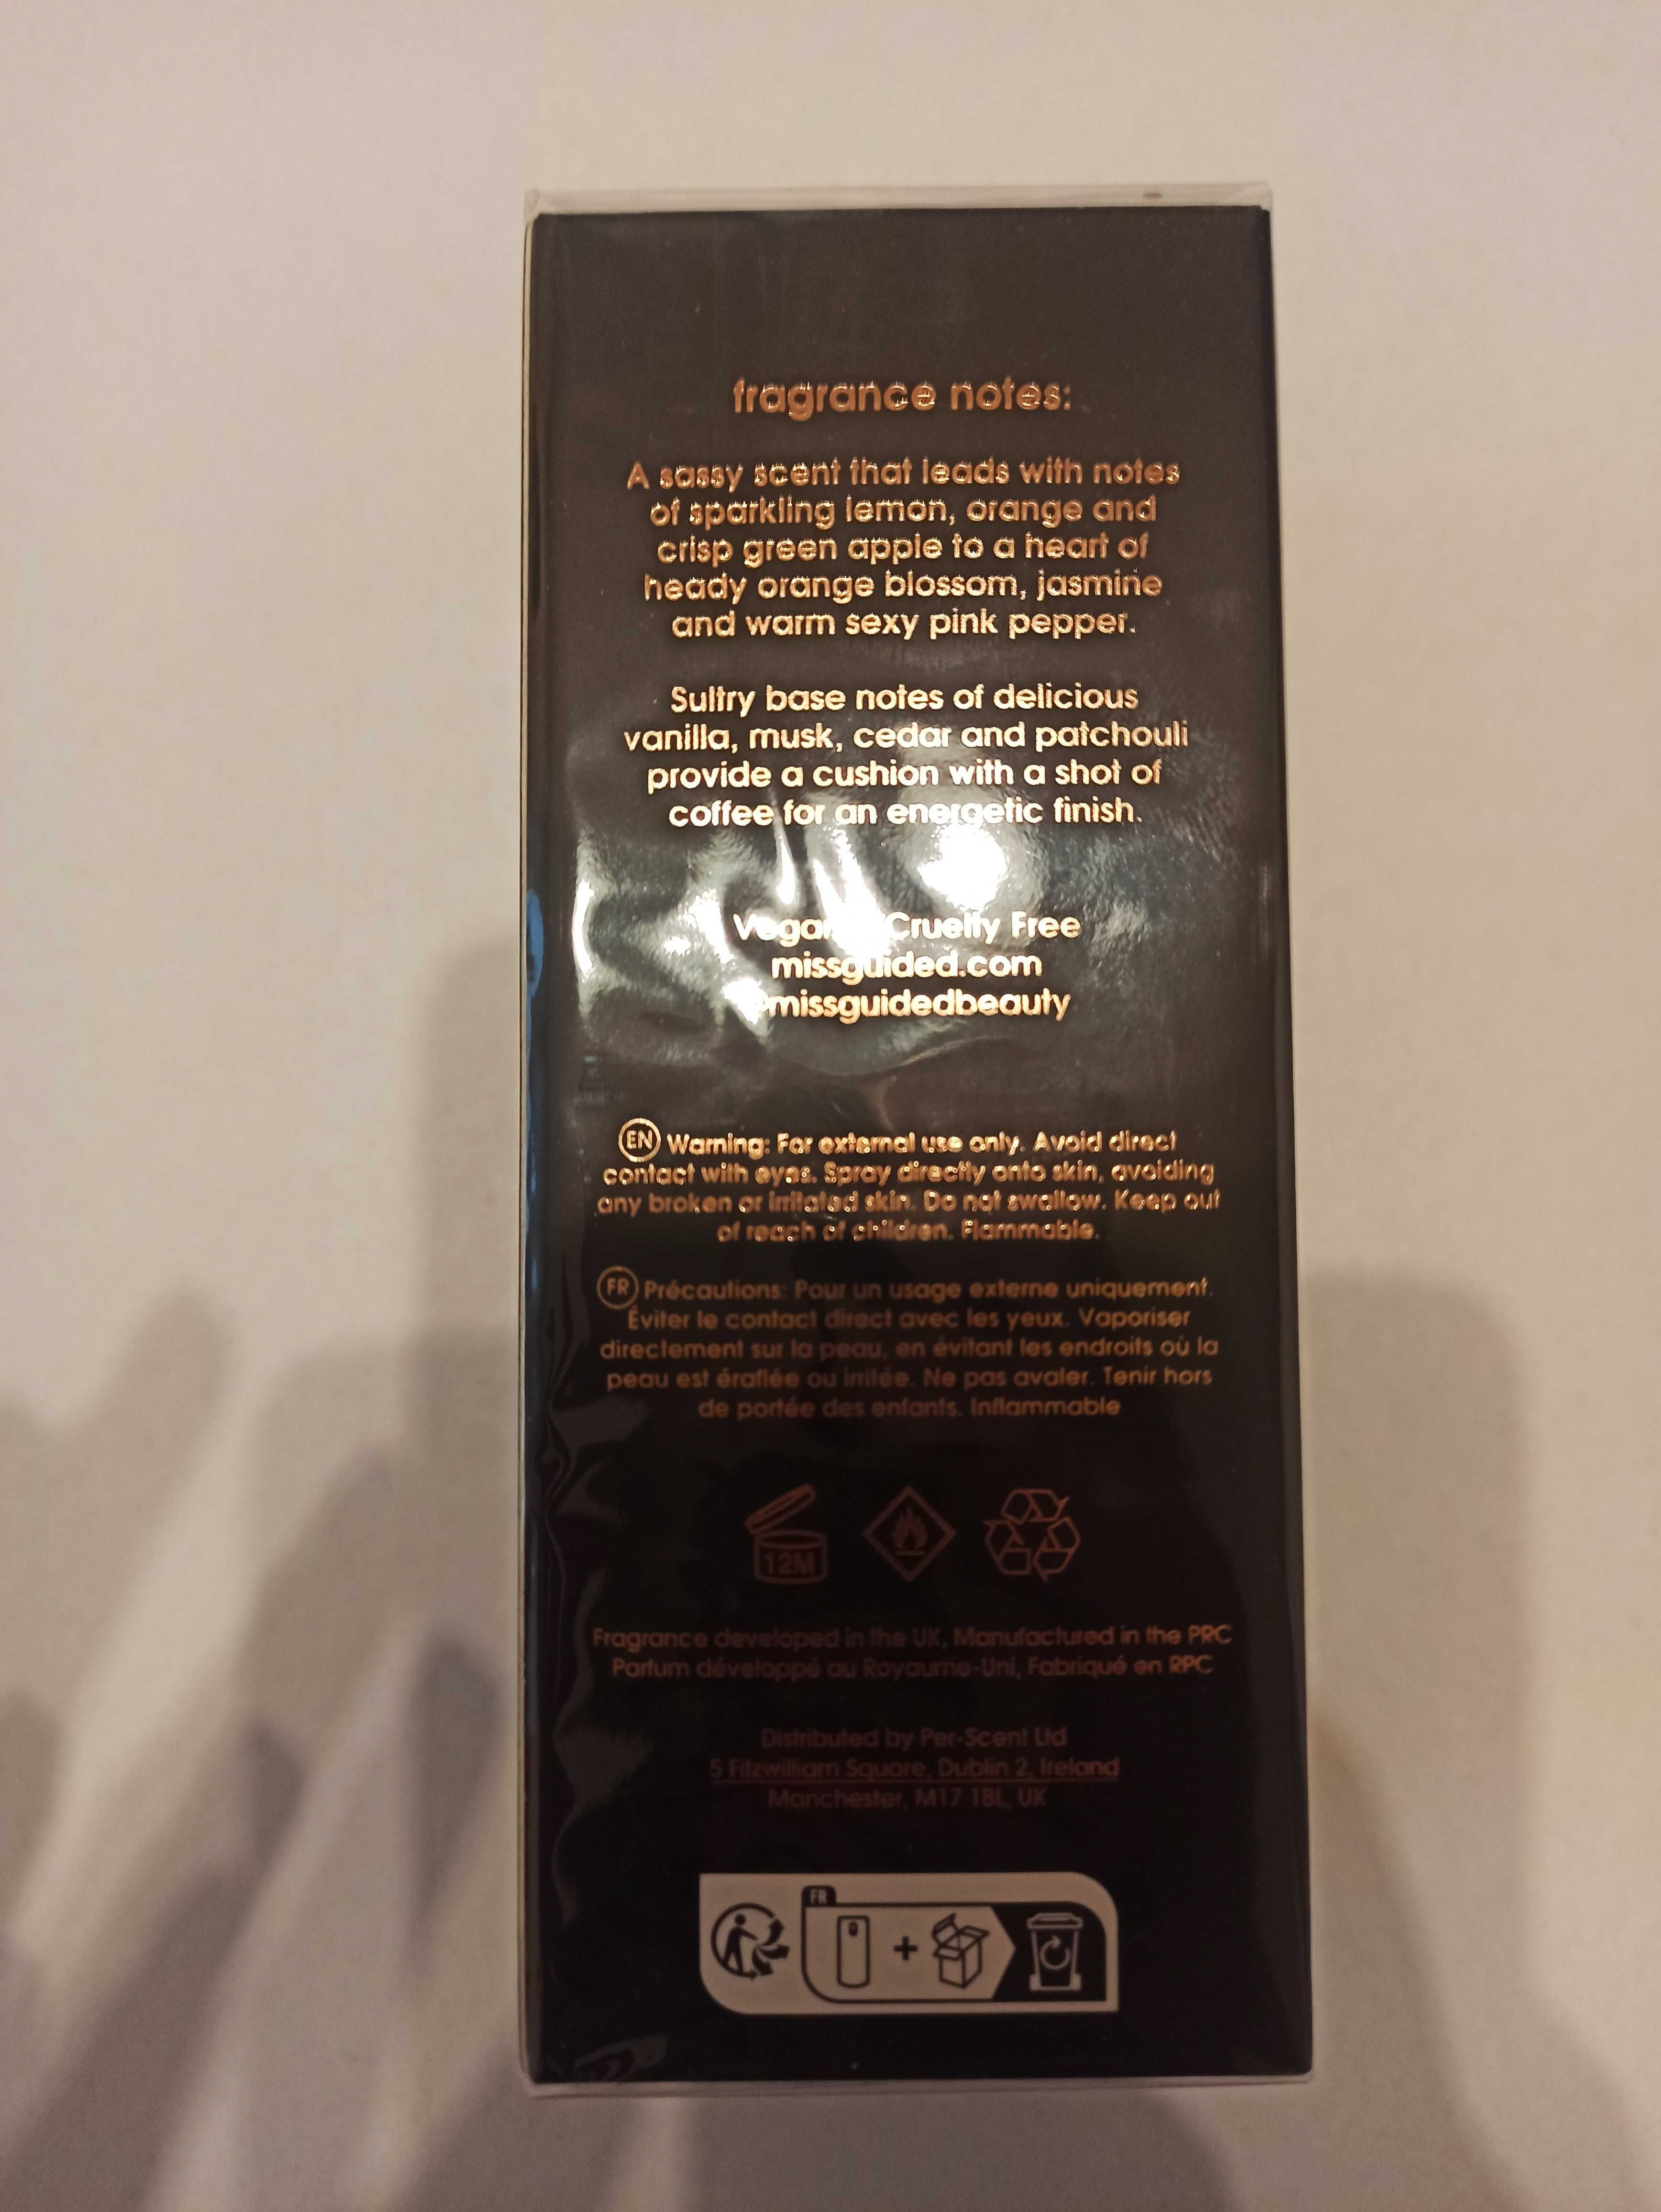 fragrance notes:
A sassy scent that leads with notes
of sparkling lemon, orange and
crisp green apple to a heart of
heady orange blossom, jasmine
and warm sexy pink pepper.
Sultry base notes of delicious
vanilla, musk, cedar and patchouli
provide a cushion with a shot of
coffee for an energetic finish.
Vegan Cruelty Free
missguided.com
@missguidedbeauty
EN Warning: For external use only. Avoid direct
contact with eyes. Spray directly onto skin, avoiding
any broken or irritated skin. Do not swallow. Keep out
of reach of children. Flammable.
FR Précautions: Pour un usage externe uniquement.
Éviter le contact direct avec les yeux. Vaporiser
directement sur la peau, en évitant les endroits où la
peau est éraflée ou irritée. Ne pas avaler. Tenir hors
de portée des enfants. Inflammable
12M
Fragrance developed in the UK, Manufactured in the PRC
Parfum développé au Royaume-Uni, Fabriqué en RPC
Distributed by Per-Scent Ltd
5 Fitzwilliam Square, Dublin 2, Ireland
Manchester, M17 1BL, UK
FR
+